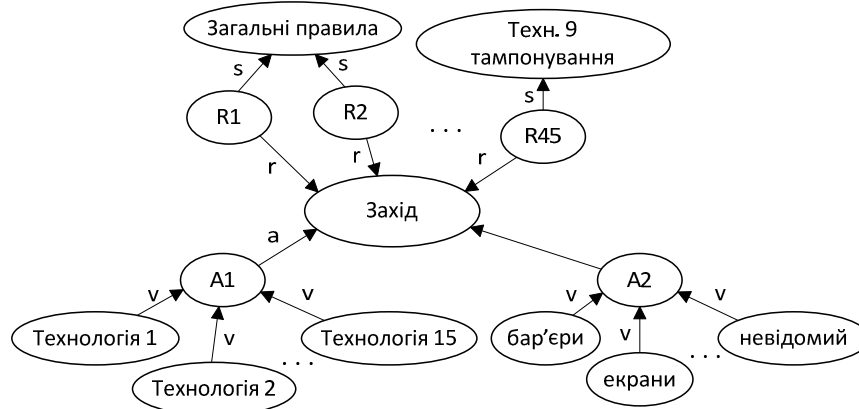 Загальні правила
Техн. 9
тампонування
s
s
s
R1
R2
. . .
R45
r
r
r
Захід
a
A1
A2
v
v
v
v
v
v
Технологія 1
Технологія 2
. . .
Технологія 15
бар’єри
екрани
. . .
невідомий